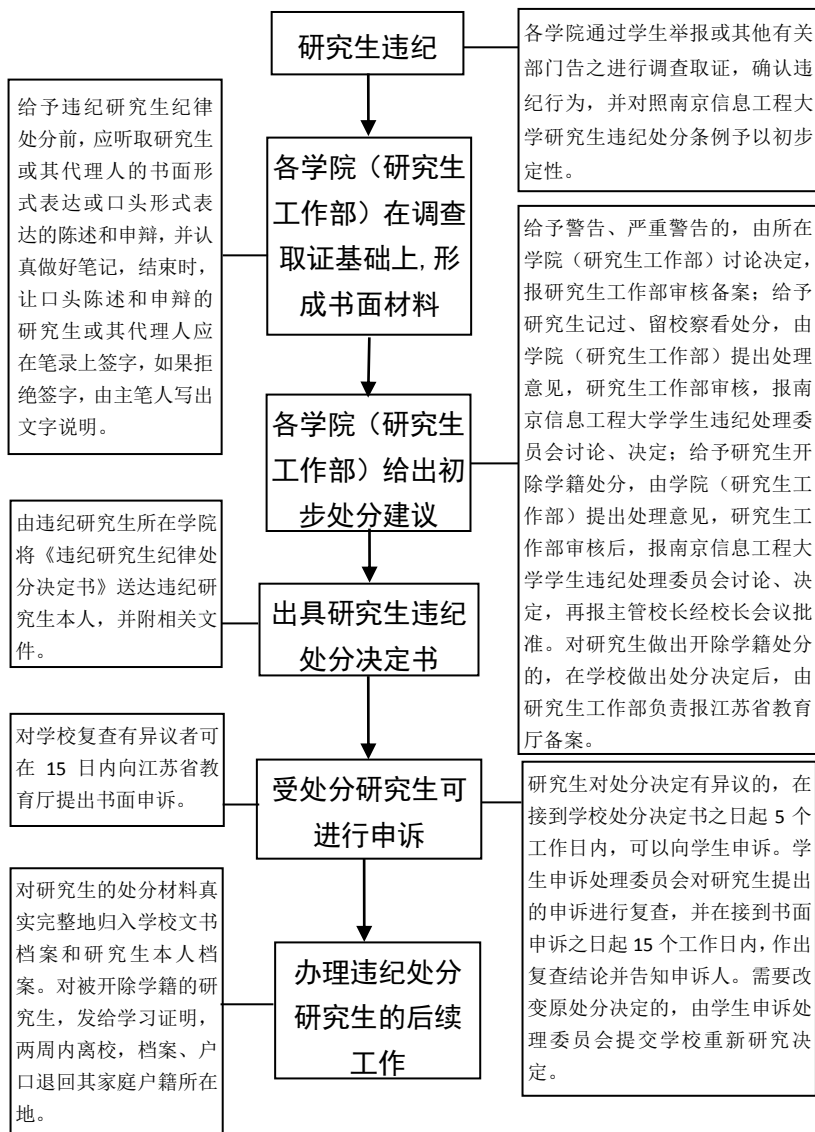 研究生违纪
各学院通过学生举报或其他有关
部门告之进行调查取证，确认违
纪行为，并对照南京信息工程大
学研究生违纪处分条例予以初步
定性。
给予违纪研究生纪律
处分前，应听取研究生
或其代理人的书面形
式表达或口头形式表
达的陈述和申辩，并认
真做好笔记，结束时，
让口头陈述和申辩的
研究生或其代理人应
在笔录上签字，如果拒
绝签字，由主笔人写出
文字说明。
各学院（研究生
工作部）在调查
取证基础上，形
成书面材料
给予警告、严重警告的，由所在
学院（研究生工作部）讨论决定，
报研究生工作部审核备案；给予
研究生记过、留校察看处分，由
学院（研究生工作部）提出处理
意见，研究生工作部审核，报南
京信息工程大学学生违纪处理委
员会讨论、决定；给予研究生开
除学籍处分，由学院（研究生工
作部）提出处理意见，研究生工
作部审核后，报南京信息工程大
学学生违纪处理委员会讨论、决
定，再报主管校长经校长会议批
准。对研究生做出开除学籍处分
的，在学校做出处分决定后，由
研究生工作部负责报江苏省教育
厅备案。
各学院（研究生
工作部）给出初
步处分建议
由违纪研究生所在学院
将《违纪研究生纪律处
分决定书》送达违纪研
究生本人，并附相关文
件。
出具研究生违纪
处分决定书
对学校复查有异议者可
在 15 日内向江苏省教
育厅提出书面申诉。
受处分研究生可
进行申诉
研究生对处分决定有异议的，在
接到学校处分决定书之日起 5 个
工作日内，可以向学生申诉。学
生申诉处理委员会对研究生提出
的申诉进行复查，并在接到书面
申诉之日起 15 个工作日内，作出
复查结论并告知申诉人。需要改
变原处分决定的，由学生申诉处
理委员会提交学校重新研究决
定。
对研究生的处分材料真
实完整地归入学校文书
档案和研究生本人档
案。对被开除学籍的研
究生，发给学习证明，
两周内离校，档案、户
口退回其家庭户籍所在
地。
办理违纪处分
研究生的后续
工作